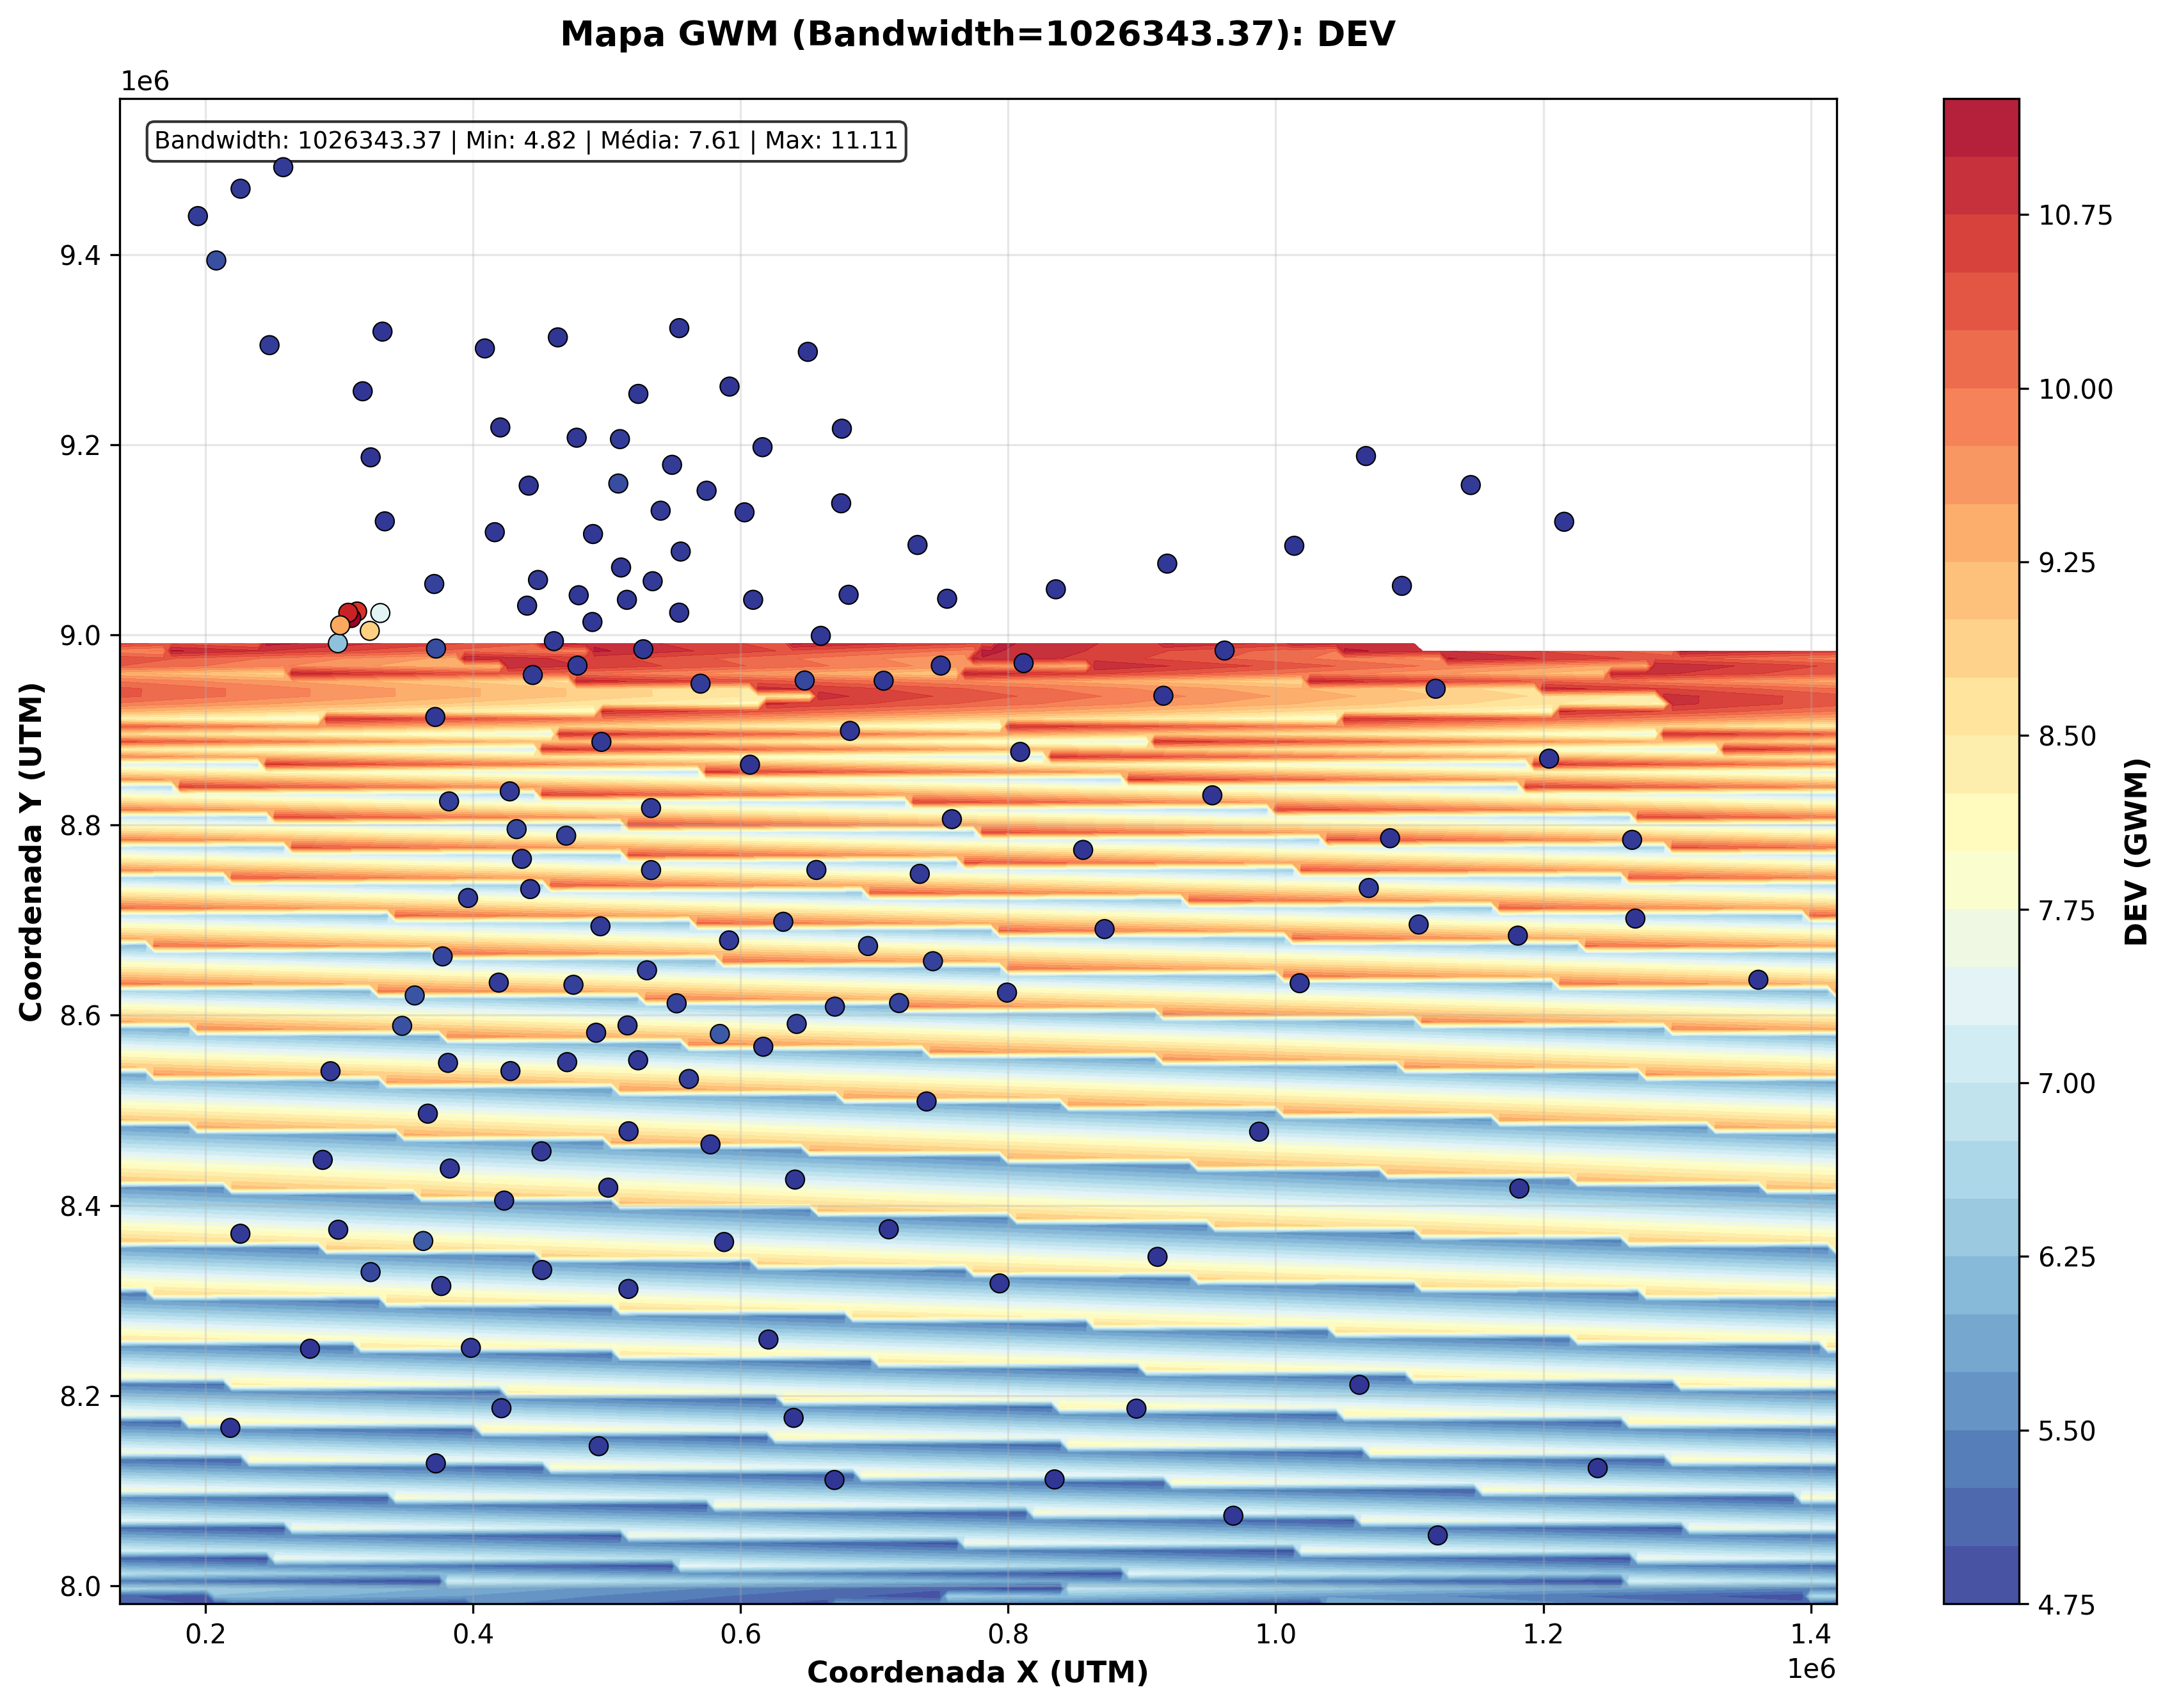 Mapa GWM (Bandwidth=1026343.37): DEV
1e6
Bandwidth: 1026343.37 | Min: 4.82 | Média: 7.61 | Max: 11.11
9.4
9.2
9.0
8.8
8.6
8.4
8.2
8.0
Coordenada Y (UTM)
0.2 0.4 0.6 0.8 1.0 1.2 1.4
1e6
Coordenada X (UTM)
10.75
10.00
9.25
8.50
7.75
7.00
6.25
5.50
4.75
DEV (GWM)